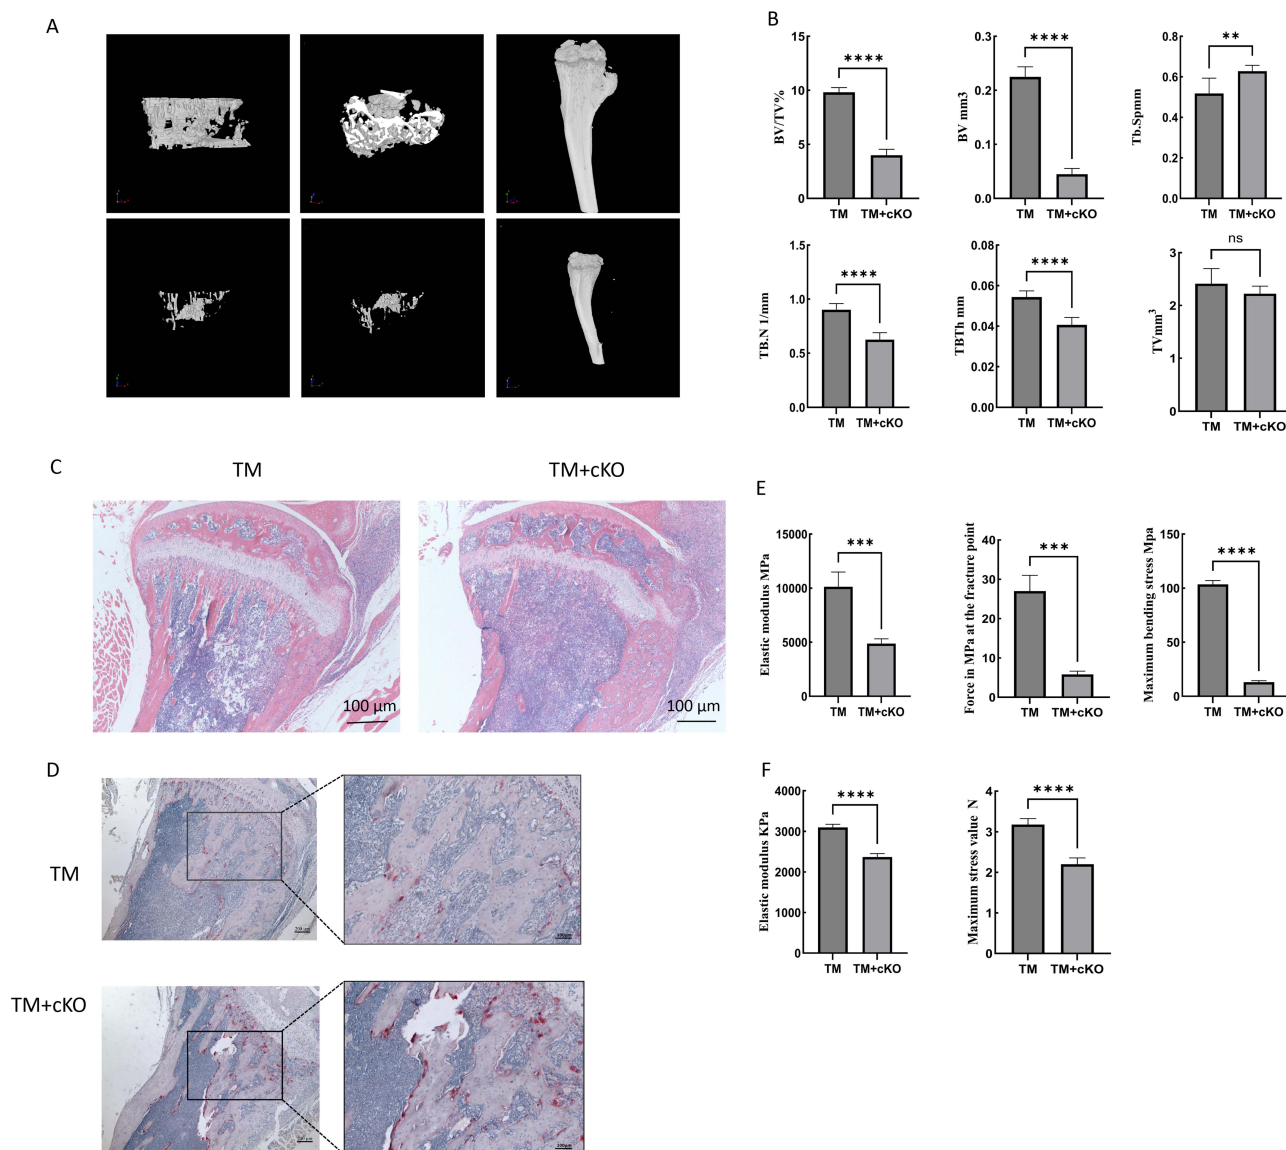 A
B
BV/TV%
15
10
5
0
****
TM
TM+cKO
BV mm3
0.3
0.2
0.1
0.0
****
TM
TM+cKO
Tb.Spmm
0.8
0.6
0.4
0.2
0.0
**
TM
TM+cKO
TB.N 1/mm
1.5
1.0
0.5
0.0
****
TM
TM+cKO
TBTh mm
0.08
0.06
0.04
0.02
0.00
****
TM
TM+cKO
TVmm³
3
2
1
0
ns
TM
TM+cKO
C
TM
TM+cKO
100 μm
100 μm
D
TM
200 μm
100μm
TM+cKO
200 μm
100μm
E
Elastic modulus MPa
15000
10000
5000
0
***
TM
TM+cKO
Force in MPa at the fracture point
40
30
20
10
0
***
TM
TM+cKO
Maximum bending stress Mpa
150
100
50
0
****
TM
TM+cKO
F
Elastic modulus KPa
4000
3000
2000
1000
0
****
TM
TM+cKO
Maximum stress value N
4
3
2
1
0
****
TM
TM+cKO